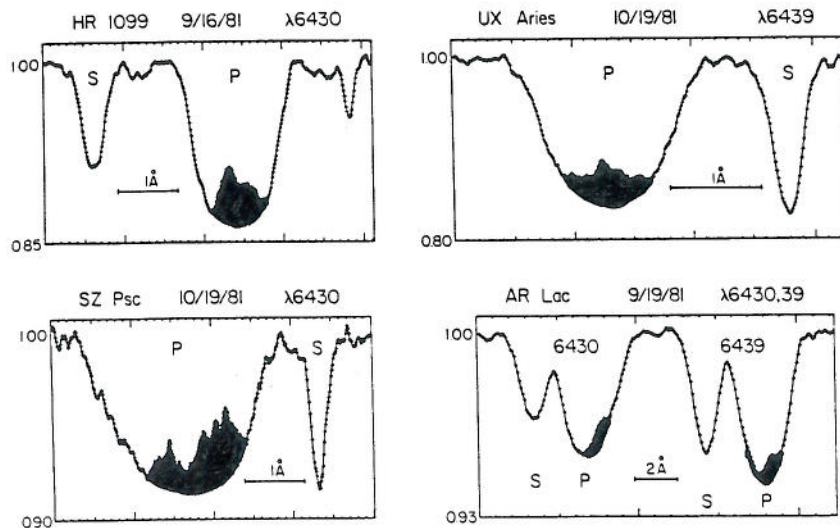 HR 1099 9/16/81 λ6430
1.00
S P
1Å
0.85
UX Aries 10/19/81 λ6439
1.00
P S
1Å
0.80
SZ Psc 10/19/81 λ6430
1.00
P S
1Å
0.90
AR Lac 9/19/81 λ6430,39
1.00
6430 6439
S P 2Å
S P
0.93